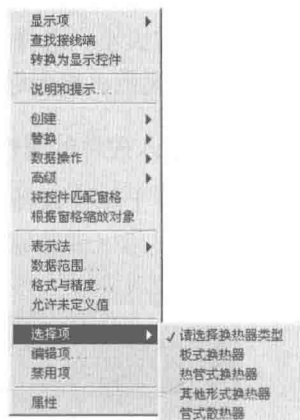 显示项
查找接线端
转换为显示控件
说明和提示...
创建
替换
数据操作
高级
将控件匹配窗格
根据窗格缩放对象
表示法
数据范围...
格式与精度...
允许未定义值
选择项
✓ 请选择换热器类型
编辑项...
板式换热器
禁用项
热管式换热器
其他形式换热器
属性
管式散热器